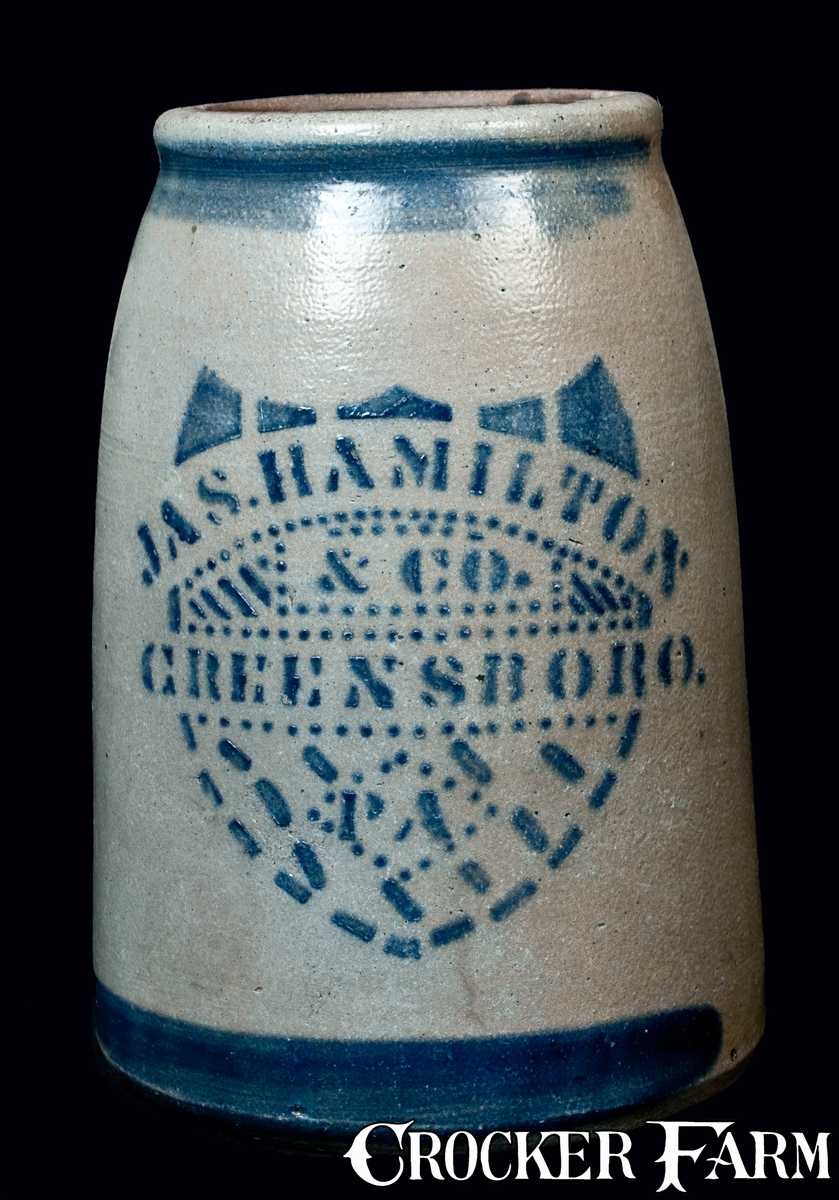 JAS. HAMILTON
& CO.
GREENSBORO.
PA
CROCKER FARM